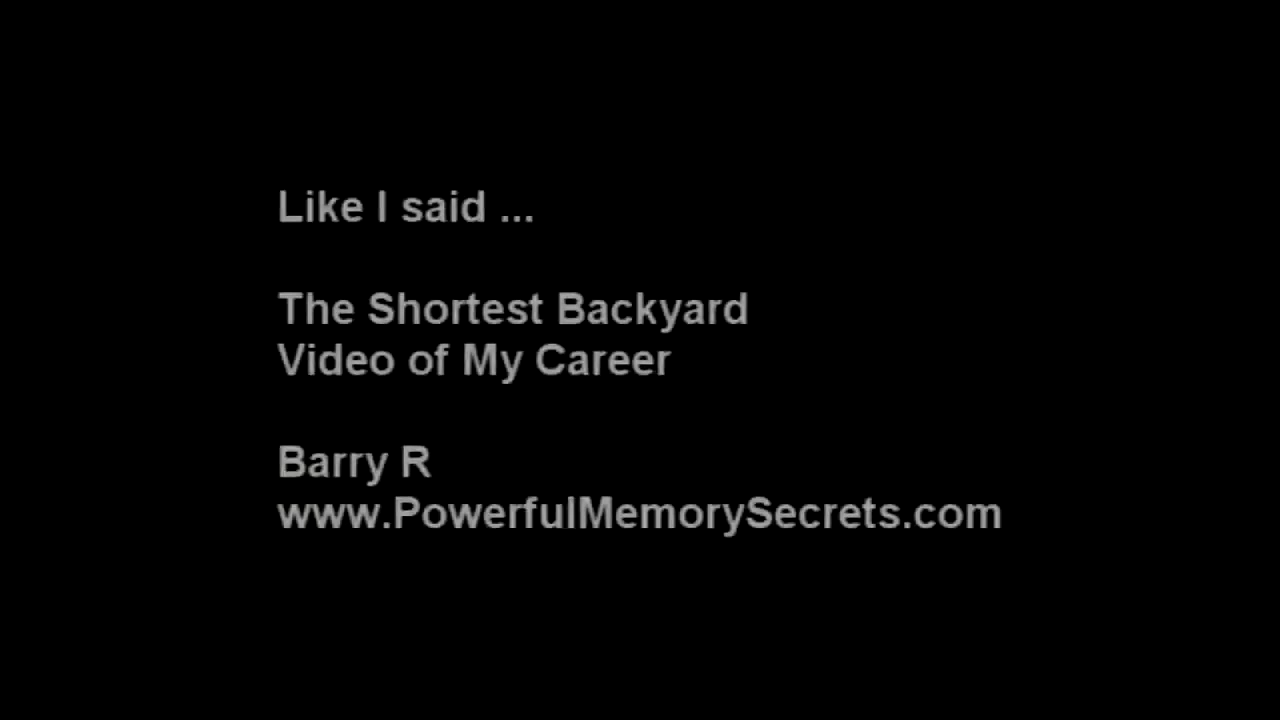 Like I said ...
The Shortest Backyard
Video of My Career
Barry R
www.PowerfulMemorySecrets.com